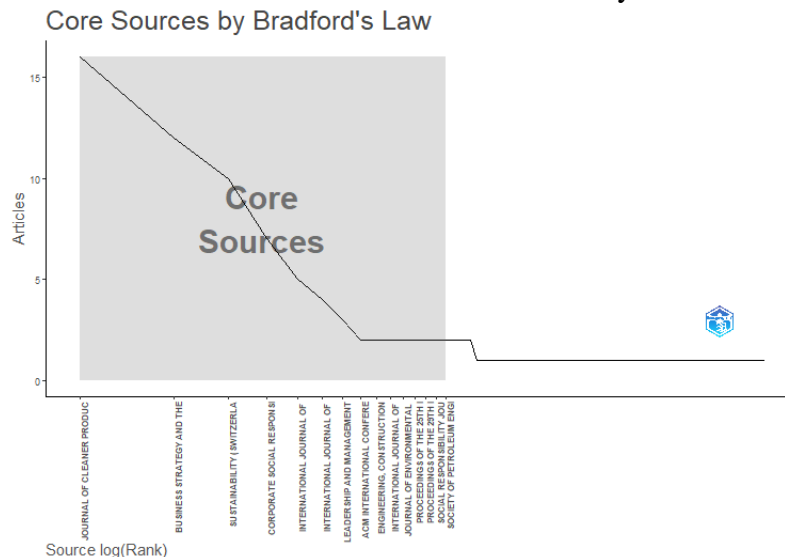 Core Sources by Bradford's Law
15
10
5
0
Articles
Core
Sources
JOURNAL OF CLEANER PRODUC
BUSINESS STRATEGY AND THE
SUSTAINABILITY (SWITZERLA
CORPORATE SOCIAL RESPONSI
INTERNATIONAL JOURNAL OF
INTERNATIONAL JOURNAL OF
LEADERSHIP AND MANAGEMENT
ACM INTERNATIONAL CONFERE
ENGINEERING, CONSTRUCTION
INTERNATIONAL JOURNAL OF
JOURNAL OF ENVIRONMENTAL
PROCEEDINGS OF THE 25TH I
PROCEEDINGS OF THE 29TH I
SOCIAL RESPONSIBILITY JOU
SOCIETY OF PETROLEUM ENGI
Source log(Rank)